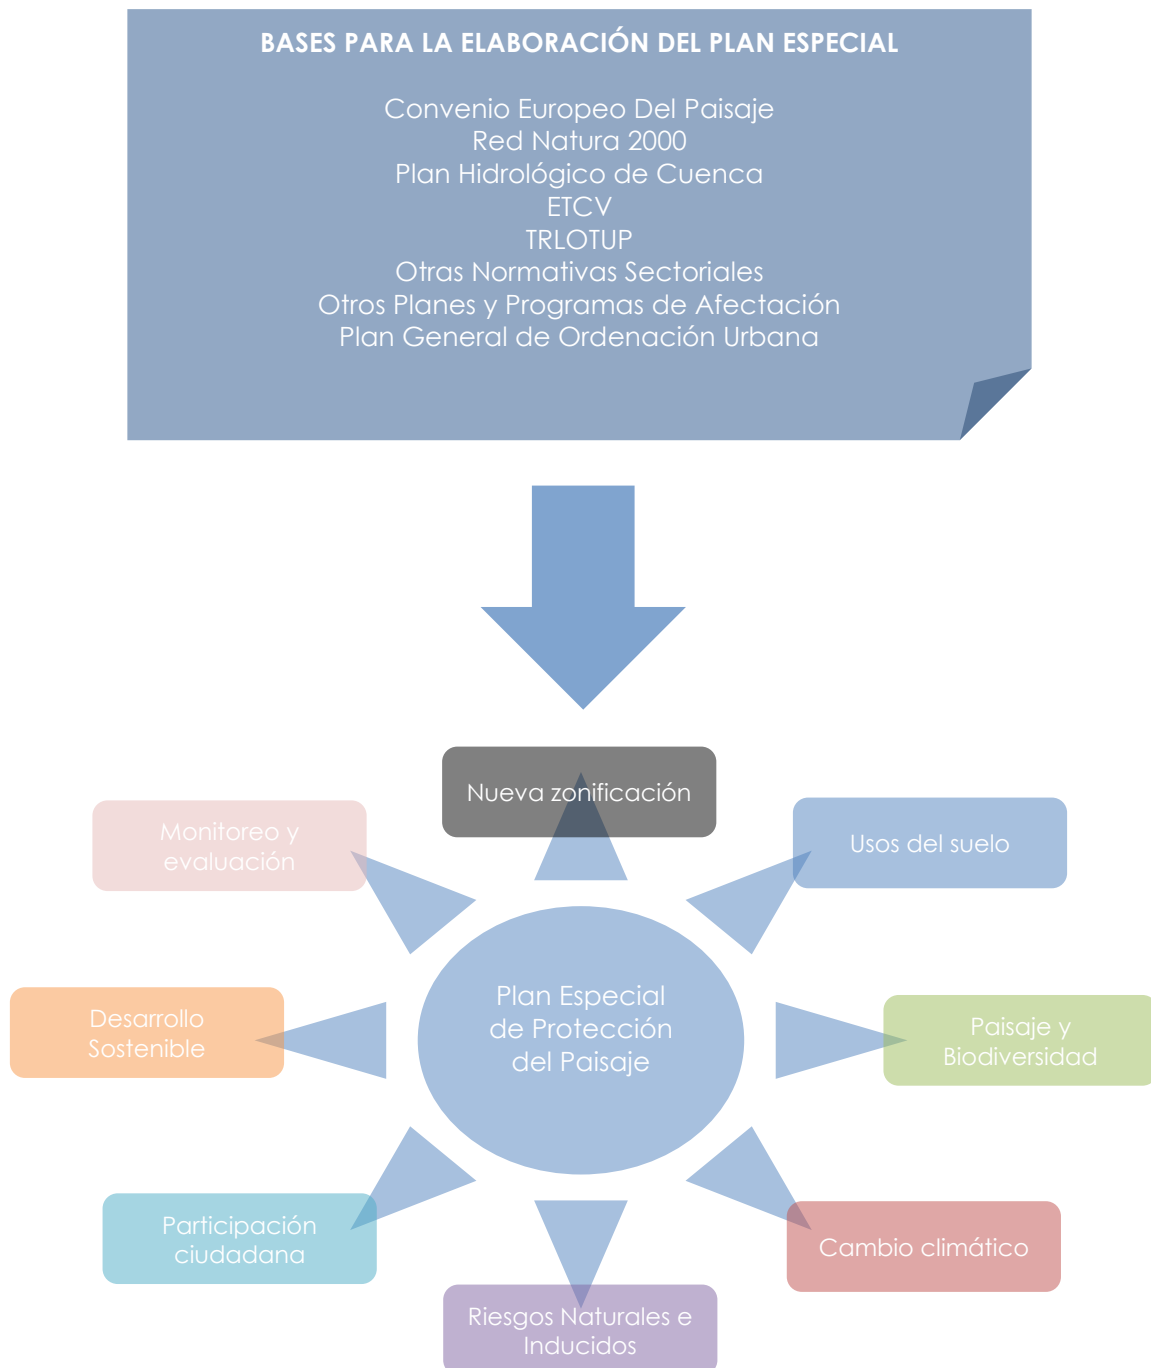 BASES PARA LA ELABORACIÓN DEL PLAN ESPECIAL
Convenio Europeo Del Paisaje
Red Natura 2000
Plan Hidrológico de Cuenca
ETCV
TRLOTUP
Otras Normativas Sectoriales
Otros Planes y Programas de Afectación
Plan General de Ordenación Urbana
Nueva zonificación
Monitoreo y
evaluación
Usos del suelo
Desarrollo
Sostenible
Plan Especial
de Protección
del Paisaje
Paisaje y
Biodiversidad
Participación
ciudadana
Cambio climático
Riesgos Naturales e
Inducidos